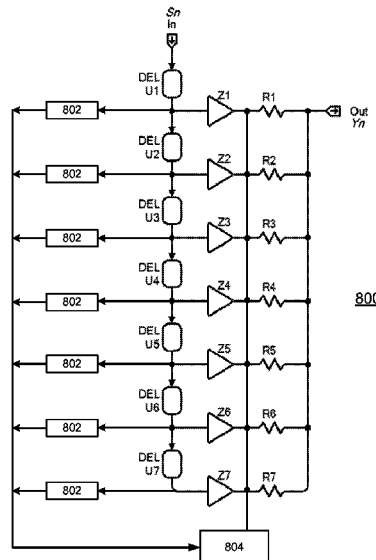 Sn
In
DEL
U1
Z1
R1
Out
Yn
802
DEL
U2
Z2
R2
802
DEL
U3
Z3
R3
802
DEL
U4
Z4
R4
802
800
DEL
U5
Z5
R5
802
DEL
U6
Z6
R6
802
DEL
U7
Z7
R7
802
804